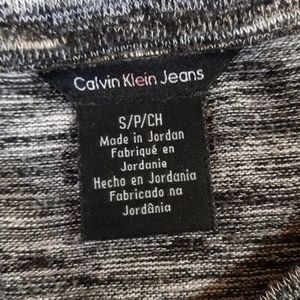 Calvin Klein Jeans
S/P/CH
Made in Jordan
Fabriqué en
Jordanie
Hecho en Jordania
Fabricado na
Jordânia